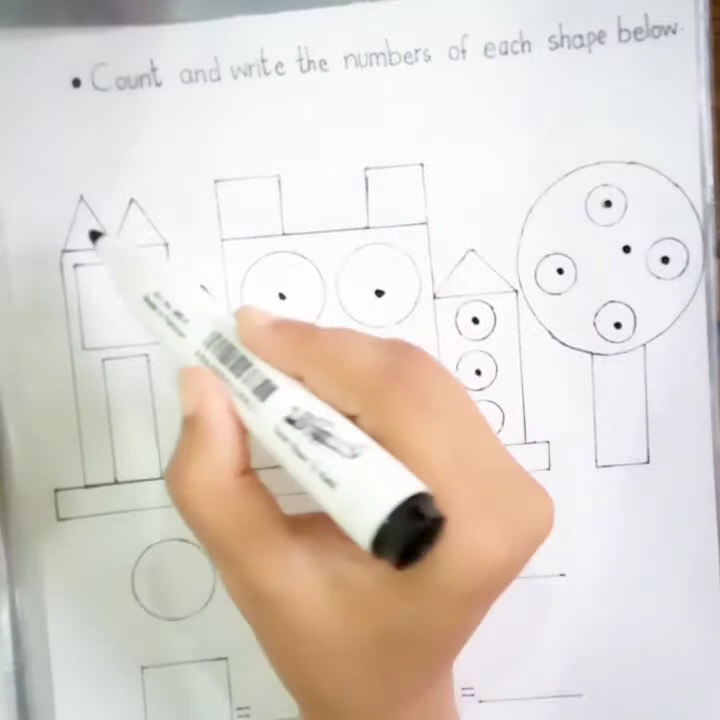 • Count and write the numbers of each shape below.
=
=